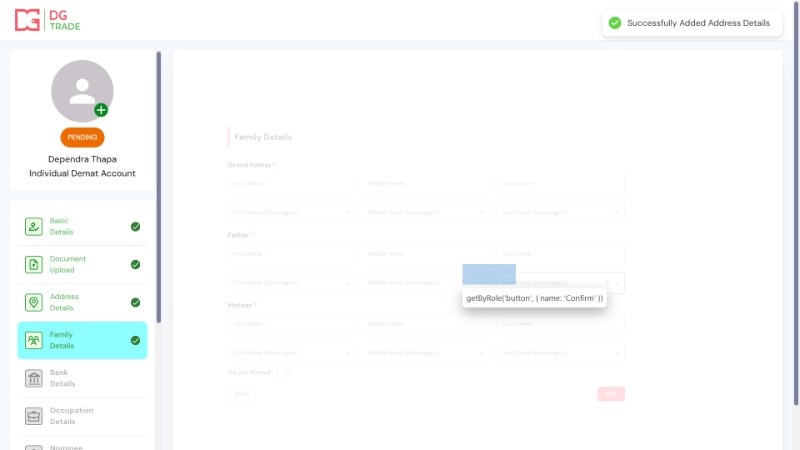 DG
TRADE
Successfully Added Address Details
PENDING
Dependra Thapa
Individual Demat Account
Basic
Details
Document
Upload
Address
Details
Family
Details
Bank
Details
Occupation
Details
Nominee
Family Details
Grand Father *
First Name * Middle Name Last Name *
First Name (Devanagari) Middle Name (Devanagari) Last Name (Devanagari)
Father *
First Name * Middle Name Last Name *
First Name (Devanagari) Middle Name (Devanagari) Name (Devanagari)
getByRole('button', { name: 'Confirm' })
Mother *
First Name * Middle Name Last Name *
First Name (Devanagari) Middle Name (Devanagari) Last Name (Devanagari)
Are you Married?